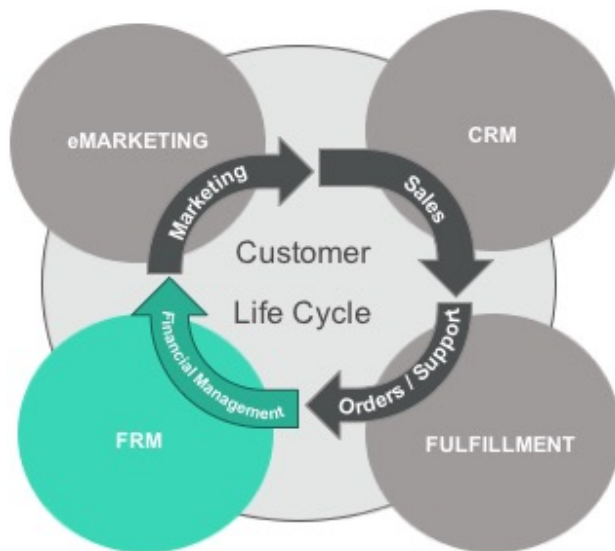 eMARKETING
CRM
Marketing
Sales
Customer
Life Cycle
Financial Management
Orders / Support
FRM
FULFILLMENT